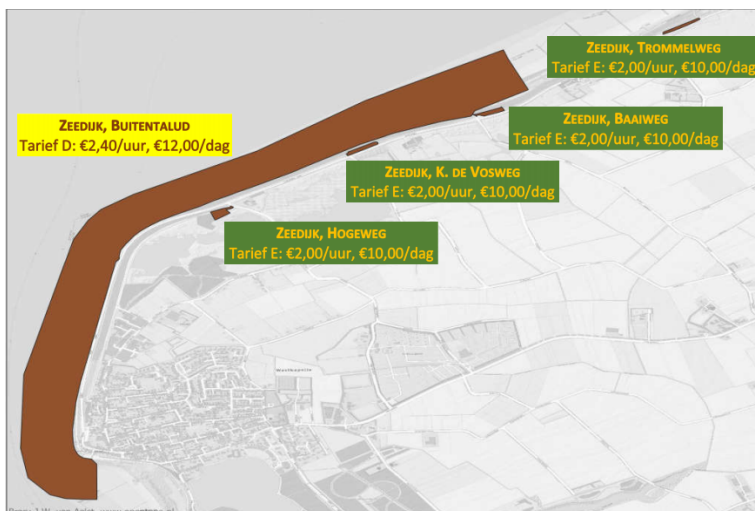 ZEEDIJK, TROMMELWEG
Tarief E: €2,00/uur, €10,00/dag
ZEEDIJK, BUITENTALUD
Tarief D: €2,40/uur, €12,00/dag
ZEEDIJK, BAAIWEG
Tarief E: €2,00/uur, €10,00/dag
ZEEDIJK, K. DE VOSWEG
Tarief E: €2,00/uur, €10,00/dag
ZEEDIJK, HOGEWEG
Tarief E: €2,00/uur, €10,00/dag
Westkapelle